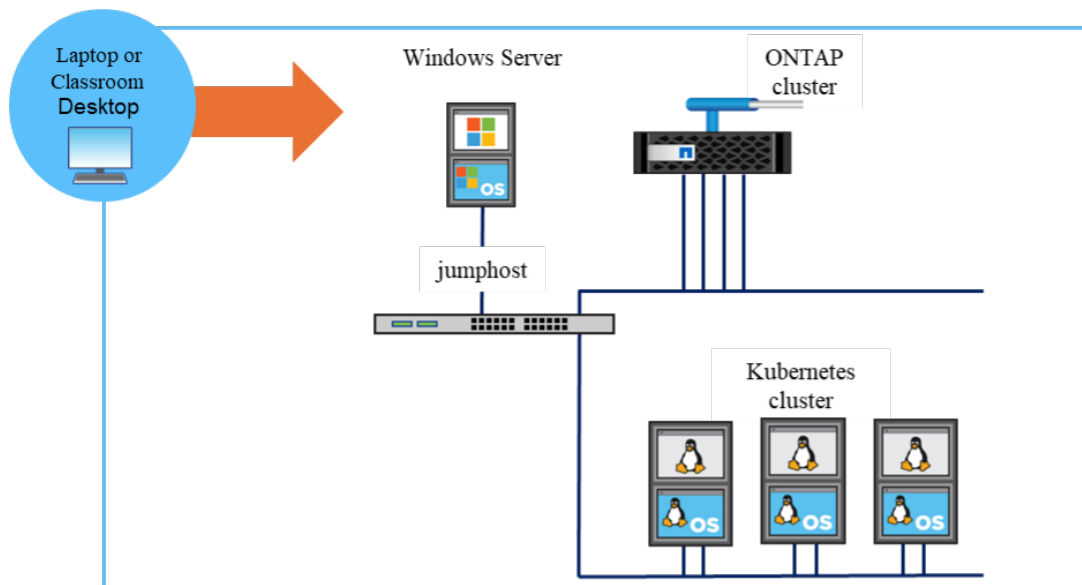 Laptop or
Classroom
Desktop
Windows Server
ONTAP
cluster
OS
jumphost
Kubernetes
cluster
OS
OS
OS